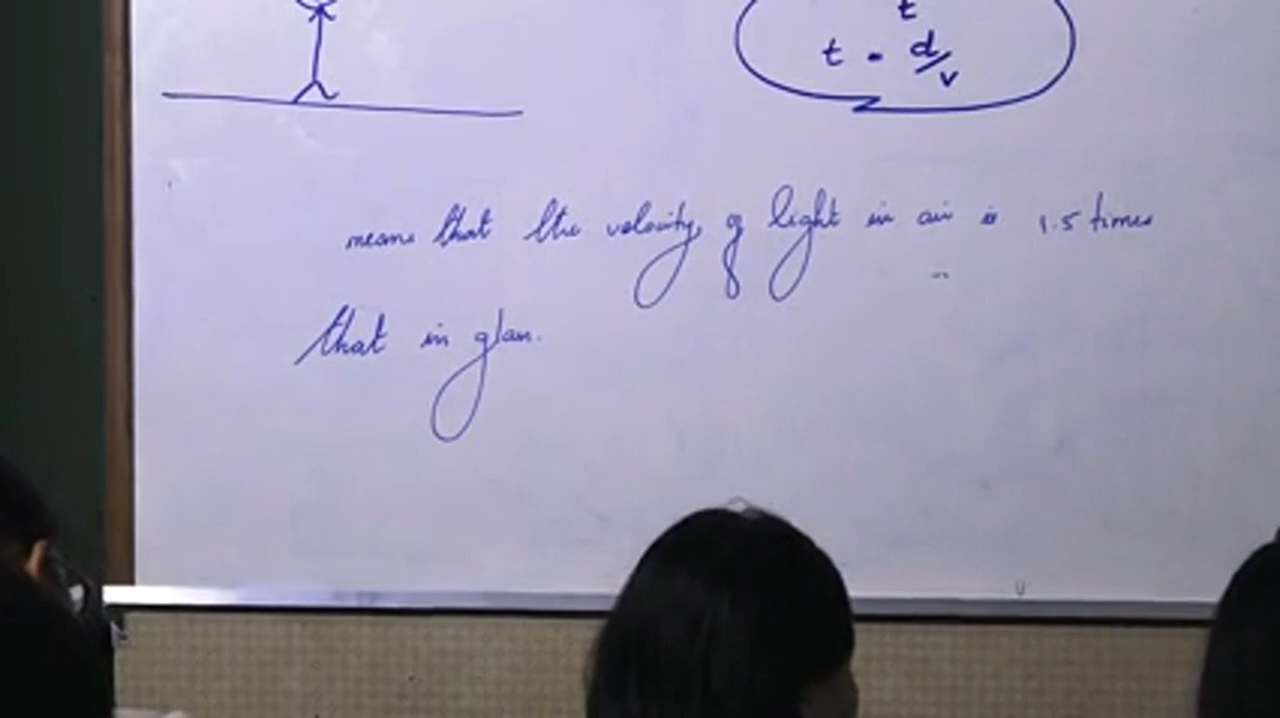 t
t = d/v
means that the velocity of light in air is 1.5 times
that in glass.